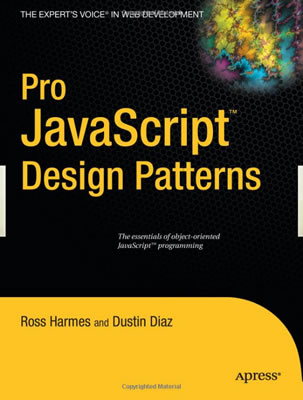 THE EXPERT'S VOICE® IN WEB DEVELOPMENT
Pro
JavaScript™
Design Patterns
The essentials of object-oriented
JavaScript™ programming
Ross Harmes and Dustin Diaz
Apress®